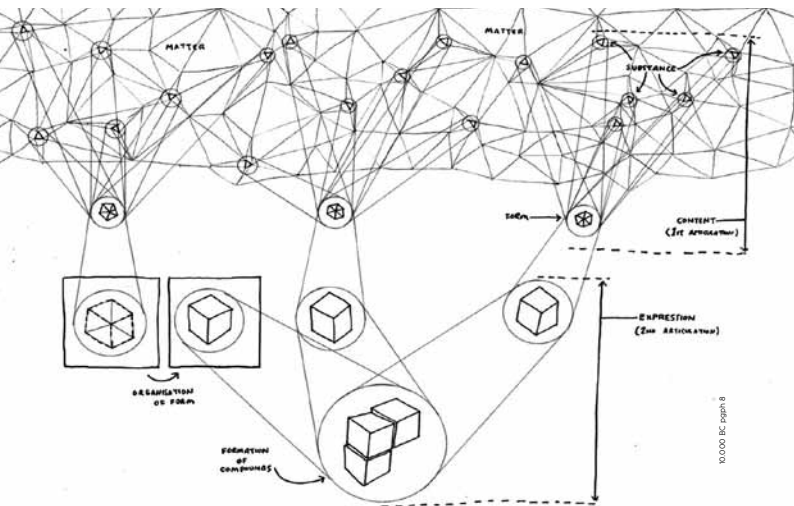 MATTER
MATTER
SUBSTANCE
FORM
CONTENT
(1ST ARTICULATION)
EXPRESSION
(2ND ARTICULATION)
ORGANISATION
OF FORM
FORMATION
OF
COMPOUNDS
10.000 BC pgph 8